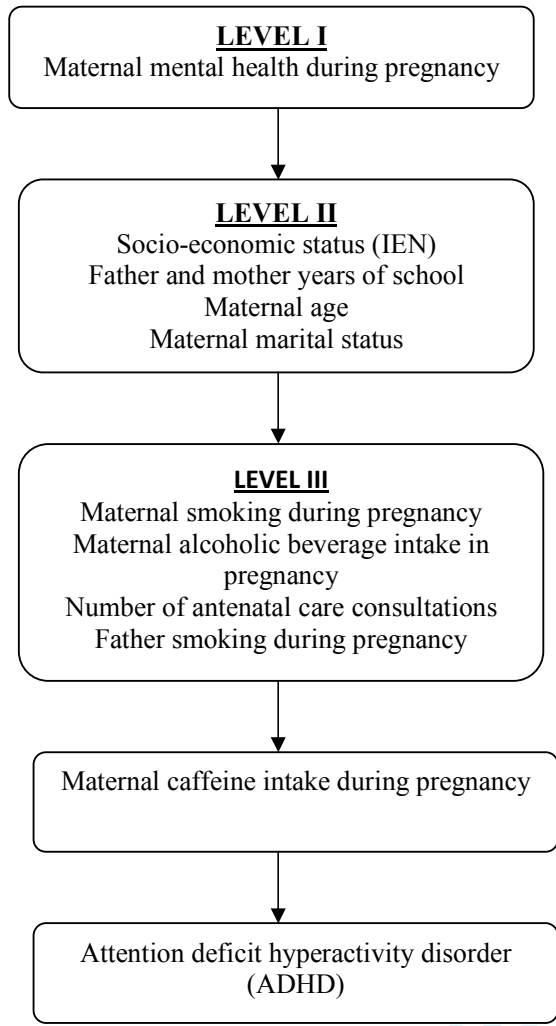 LEVEL I
Maternal mental health during pregnancy
LEVEL II
Socio-economic status (IEN)
Father and mother years of school
Maternal age
Maternal marital status
LEVEL III
Maternal smoking during pregnancy
Maternal alcoholic beverage intake in
pregnancy
Number of antenatal care consultations
Father smoking during pregnancy
Maternal caffeine intake during pregnancy
Attention deficit hyperactivity disorder
(ADHD)